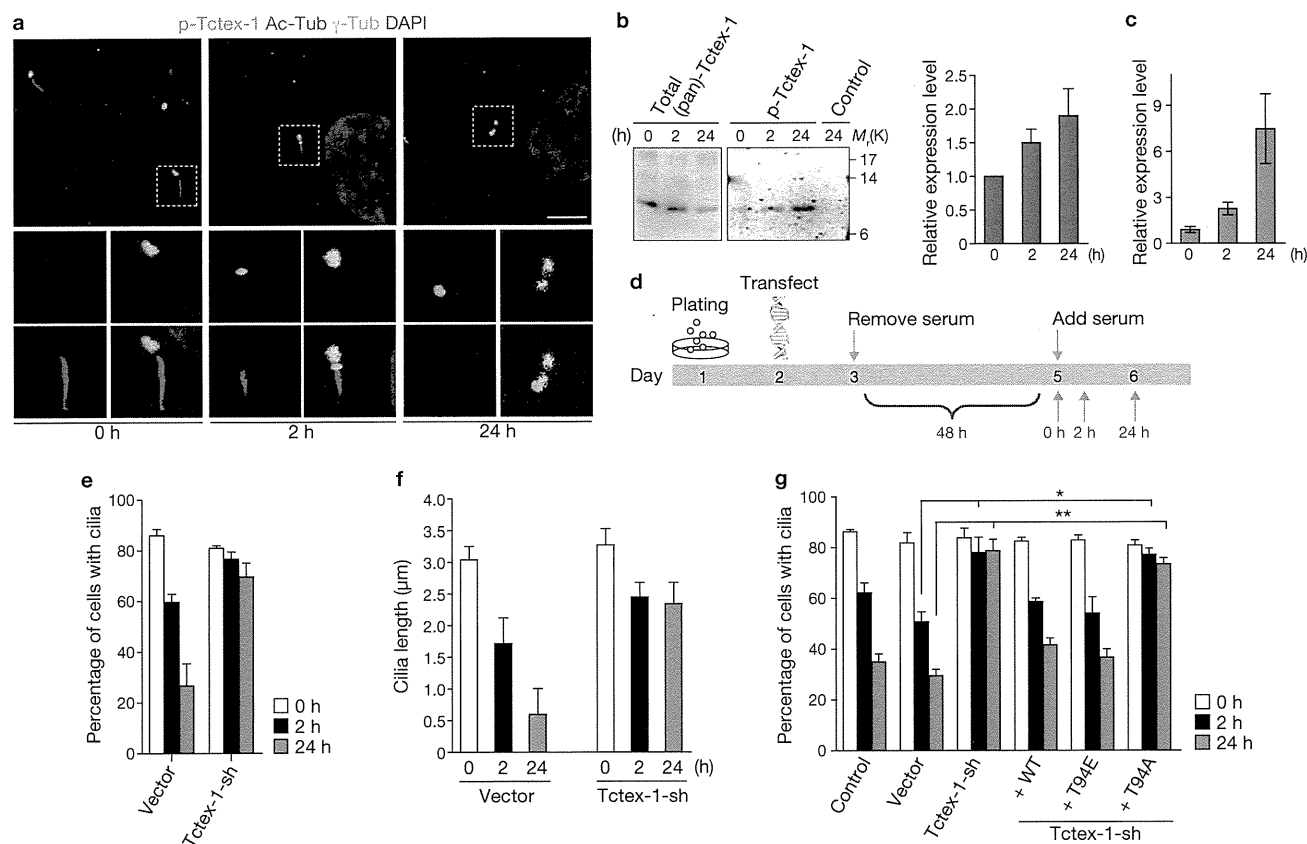 a
p-Tctex-1 Ac-Tub γ-Tub DAPI
0 h
2 h
24 h
b
Total (pan)-Tctex-1
p-Tctex-1
Control
(h) 0 2 24 0 2 24 24 Mr(K)
17
14
6
Relative expression level
2.5
2.0
1.5
1.0
0.5
0
0 2 24 (h)
c
Relative expression level
9
6
3
0
0 2 24 (h)
d
Plating
Transfect
Remove serum
Add serum
Day 1 2 3 5 6
48 h
0 h 2 h 24 h
e
Percentage of cells with cilia
100
80
60
40
20
0
Vector
Tctex-1-sh
0 h
2 h
24 h
f
Cilia length (µm)
4.0
3.5
3.0
2.5
2.0
1.5
1.0
0.5
0
0 2 24 0 2 24 (h)
Vector
Tctex-1-sh
g
Percentage of cells with cilia
100
80
60
40
20
0
*
**
Control
Vector
Tctex-1-sh
+ WT
+ T94E
+ T94A
Tctex-1-sh
0 h
2 h
24 h